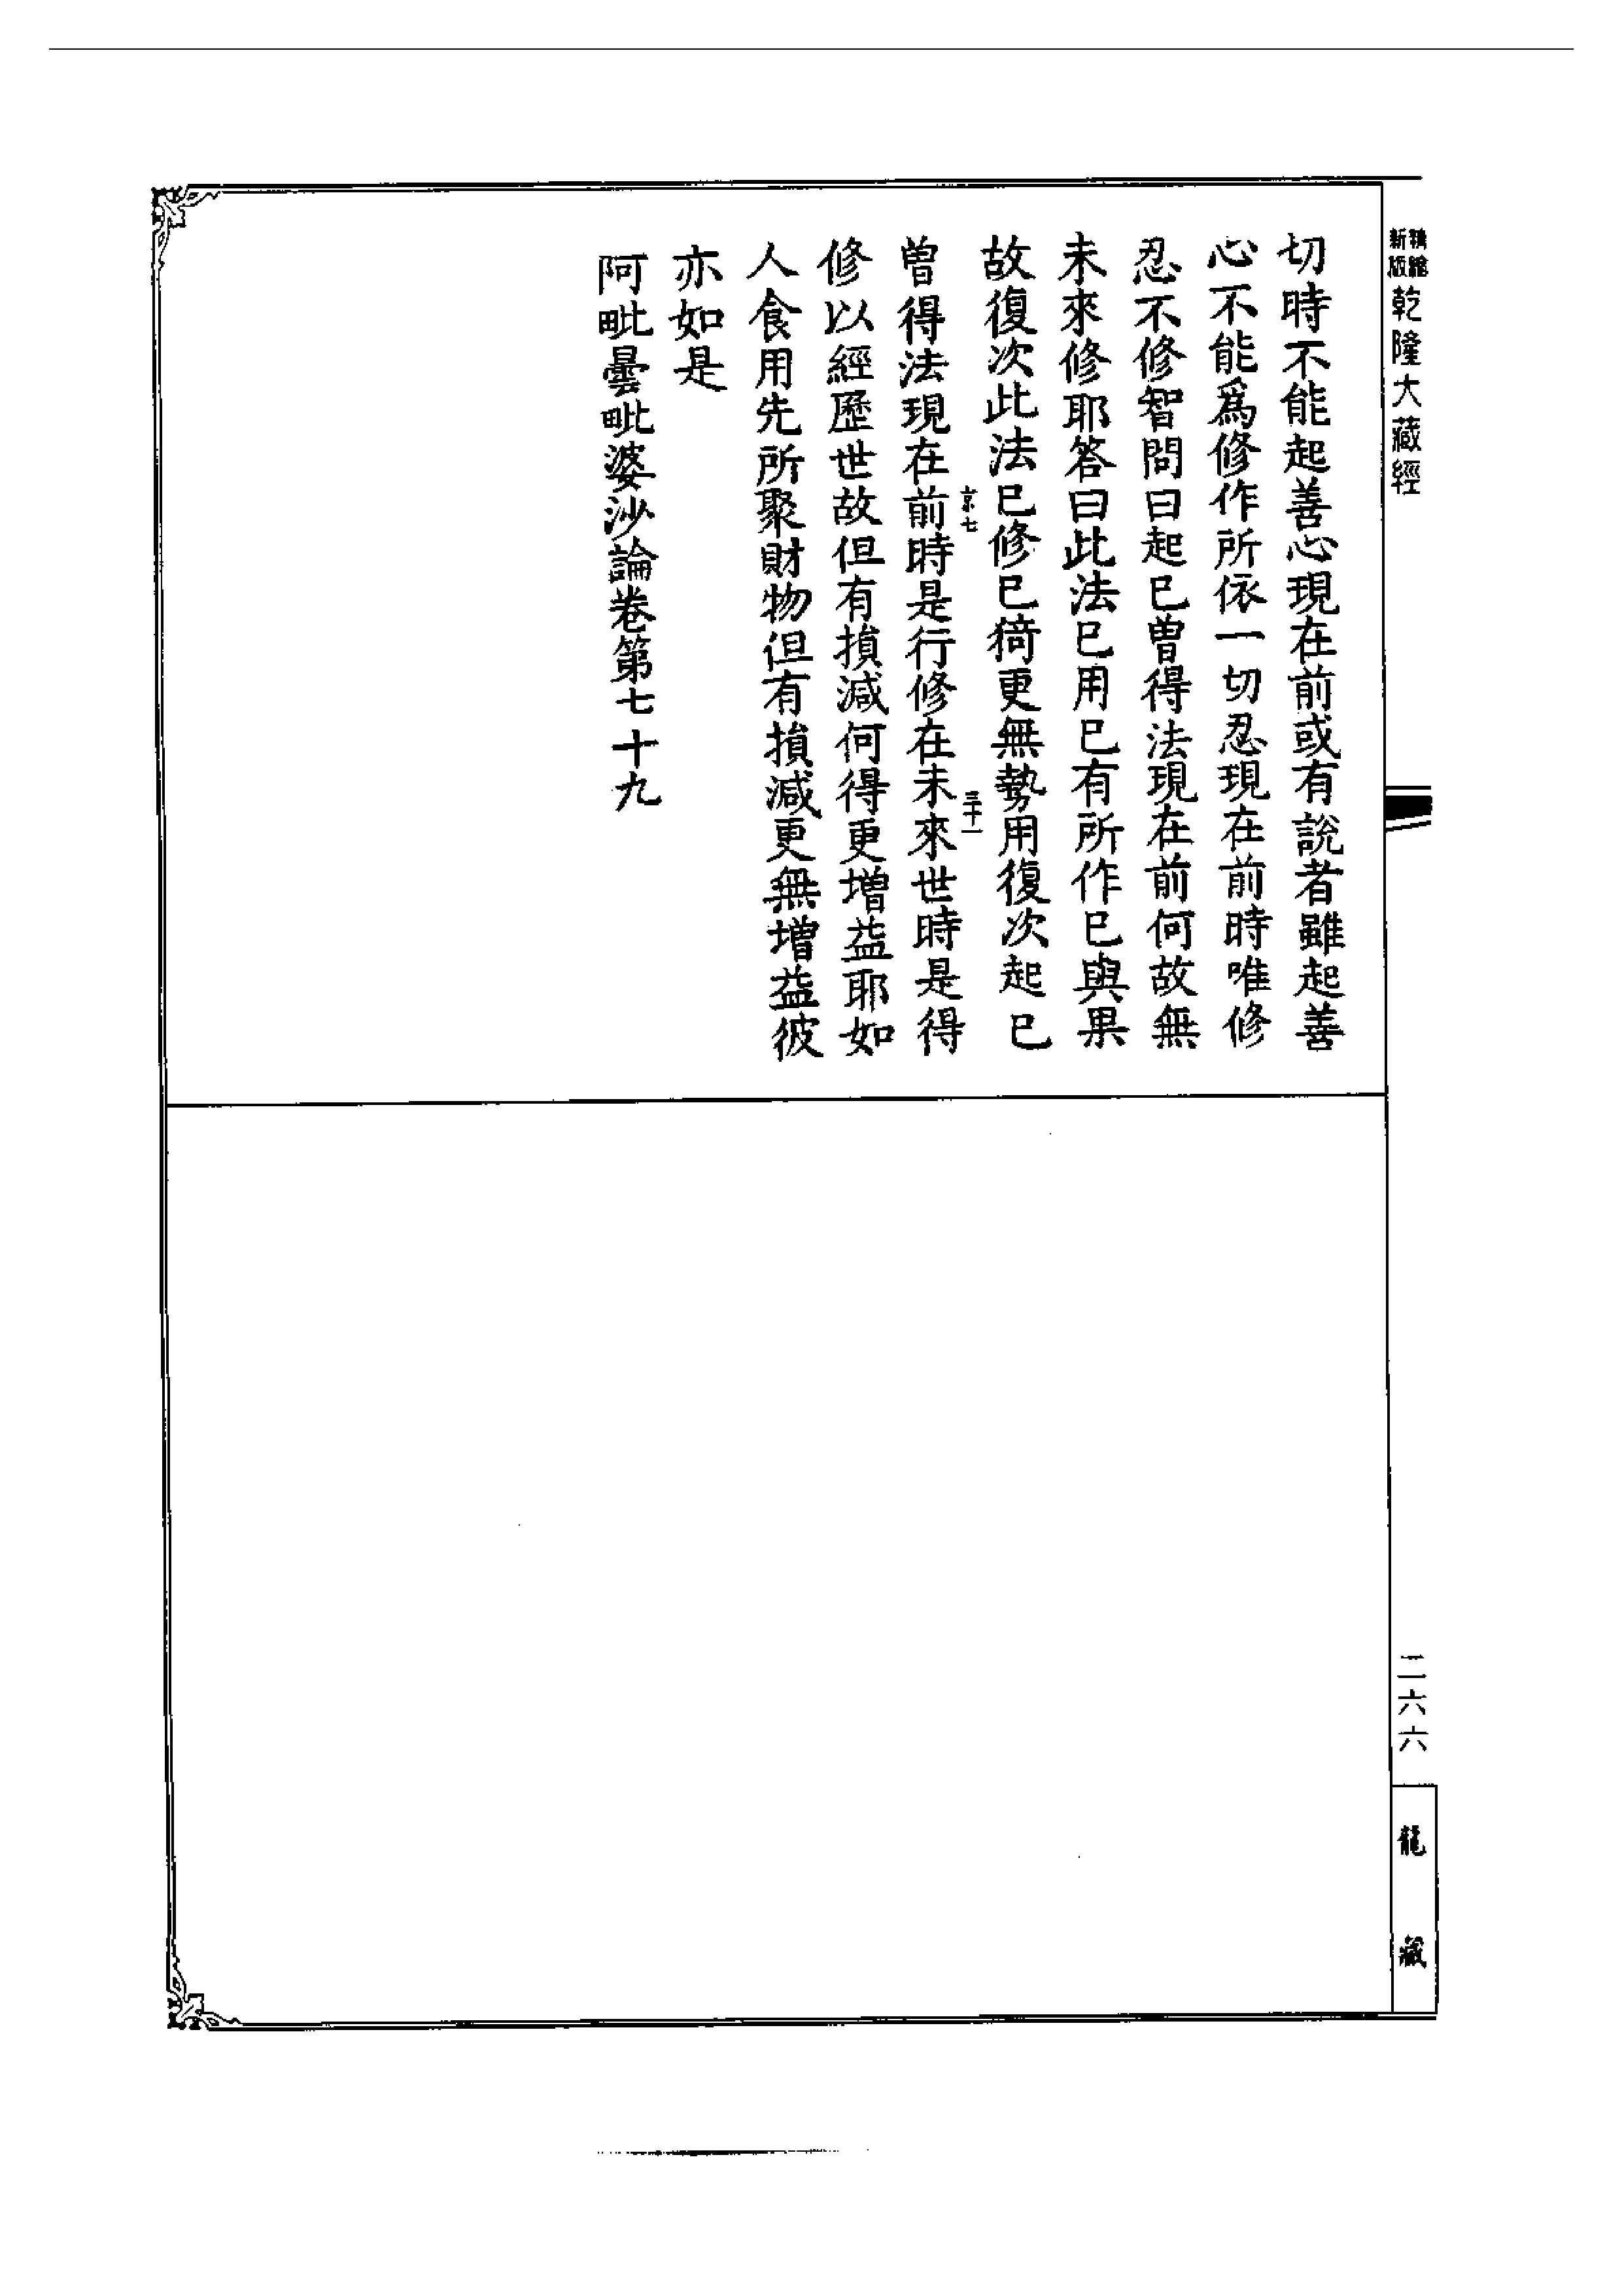 新版
乾隆大藏經
切時不能起善心現在前或有說者雖起善
心不能爲修作所依一切忍現在前時唯修
忍不修智問曰起已曾得法現在前何故無
未來修耶答曰此法已用已有所作已與果
故復次此法已修已猗更無勢用復次起已
京七
三十一
曾得法現在前時是行修在未來世時是得
修以經歷世故但有損減何得更增益耶如
人食用先所聚財物但有損減更無增益彼
亦如是
阿毗曇毗婆沙論卷第七十九
二六六
龍藏